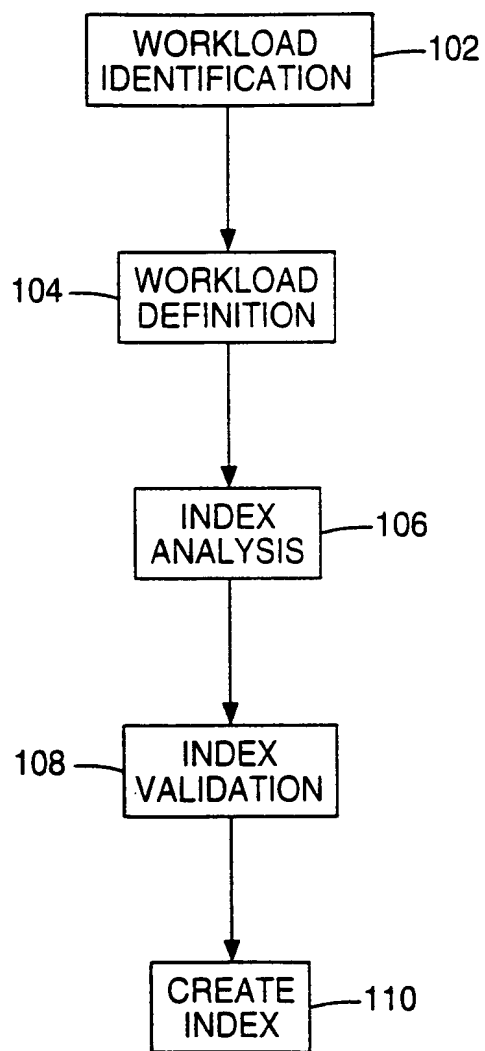 WORKLOAD
IDENTIFICATION
102
104
WORKLOAD
DEFINITION
INDEX
ANALYSIS
106
108
INDEX
VALIDATION
CREATE
INDEX
110